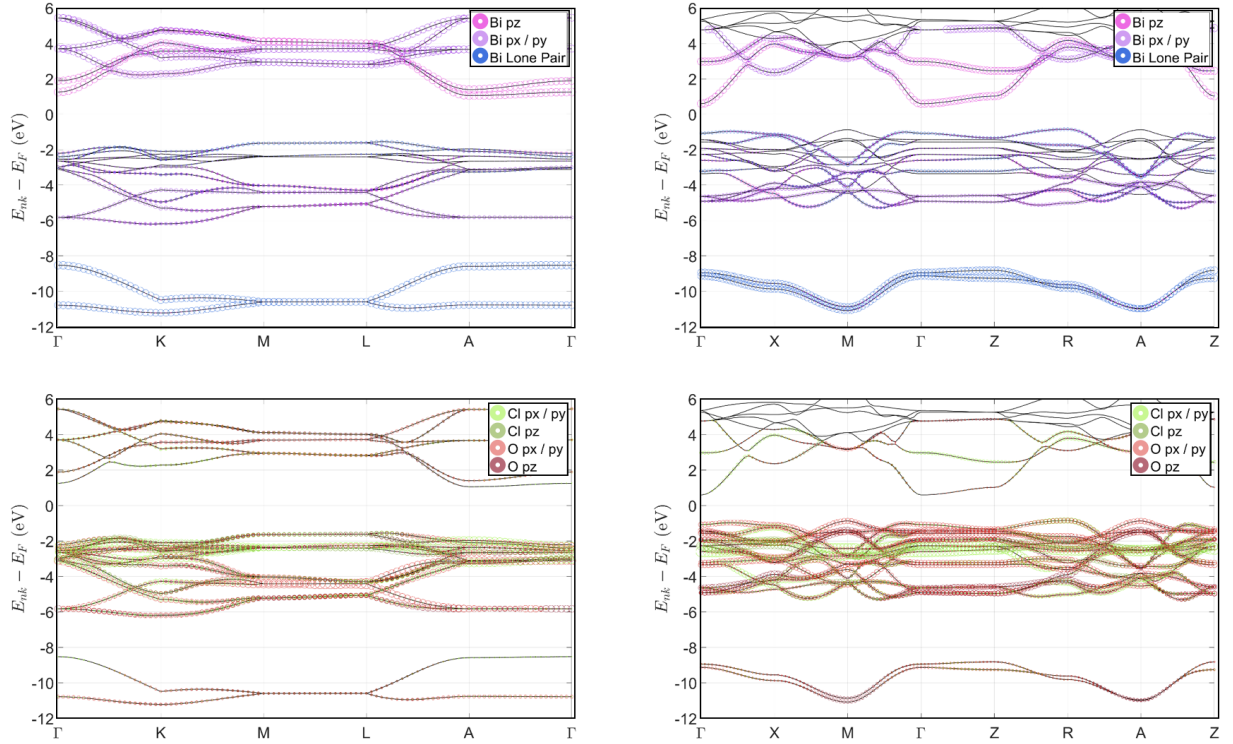 6
4
2
0
-2
-4
-6
-8
-10
-12
E_{nk} − E_F (eV)
Γ K M L A Γ
Bi pz
Bi px / py
Bi Lone Pair
6
4
2
0
-2
-4
-6
-8
-10
-12
E_{nk} − E_F (eV)
Γ X M Γ Z R A Z
Bi pz
Bi px / py
Bi Lone Pair
6
4
2
0
-2
-4
-6
-8
-10
-12
E_{nk} − E_F (eV)
Γ K M L A Γ
Cl px / py
Cl pz
O px / py
O pz
6
4
2
0
-2
-4
-6
-8
-10
-12
E_{nk} − E_F (eV)
Γ X M Γ Z R A Z
Cl px / py
Cl pz
O px / py
O pz